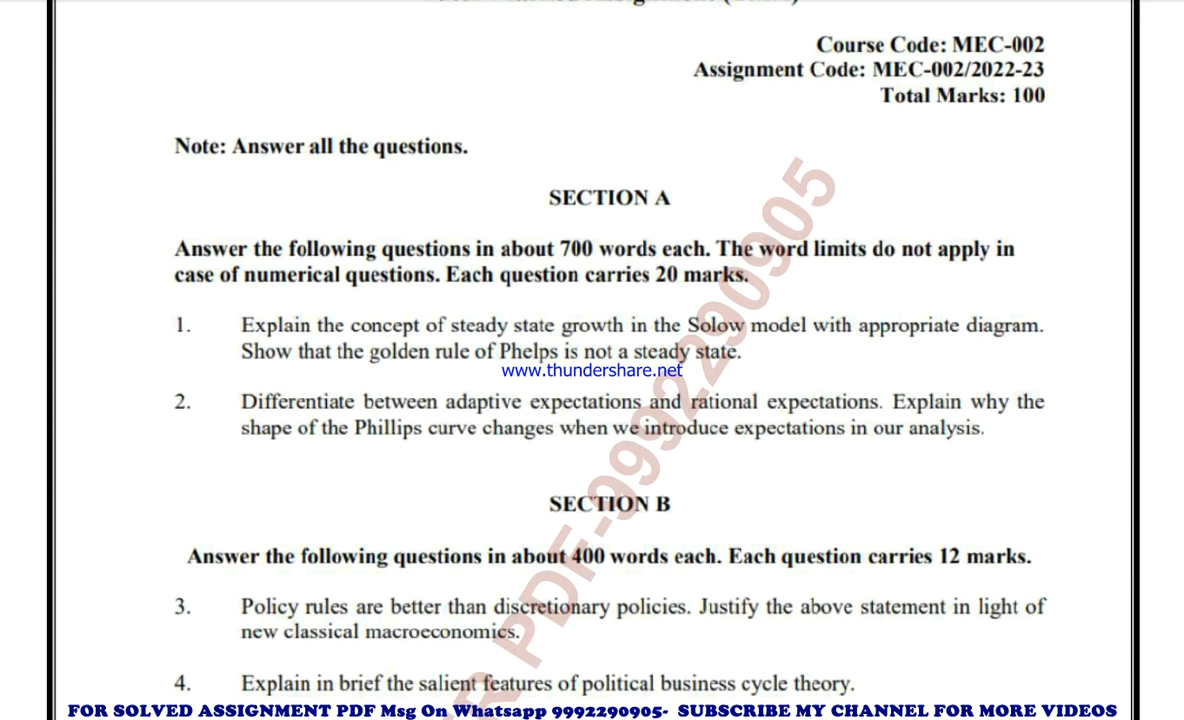 Course Code: MEC-002
Assignment Code: MEC-002/2022-23
Total Marks: 100
Note: Answer all the questions.
SECTION A
Answer the following questions in about 700 words each. The word limits do not apply in
case of numerical questions. Each question carries 20 marks.
1. Explain the concept of steady state growth in the Solow model with appropriate diagram.
Show that the golden rule of Phelps is not a steady state.
www.thundershare.net
2. Differentiate between adaptive expectations and rational expectations. Explain why the
shape of the Phillips curve changes when we introduce expectations in our analysis.
SECTION B
Answer the following questions in about 400 words each. Each question carries 12 marks.
3. Policy rules are better than discretionary policies. Justify the above statement in light of
new classical macroeconomics.
4. Explain in brief the salient features of political business cycle theory.
PDF-9992290905
FOR SOLVED ASSIGNMENT PDF Msg On Whatsapp 9992290905- SUBSCRIBE MY CHANNEL FOR MORE VIDEOS